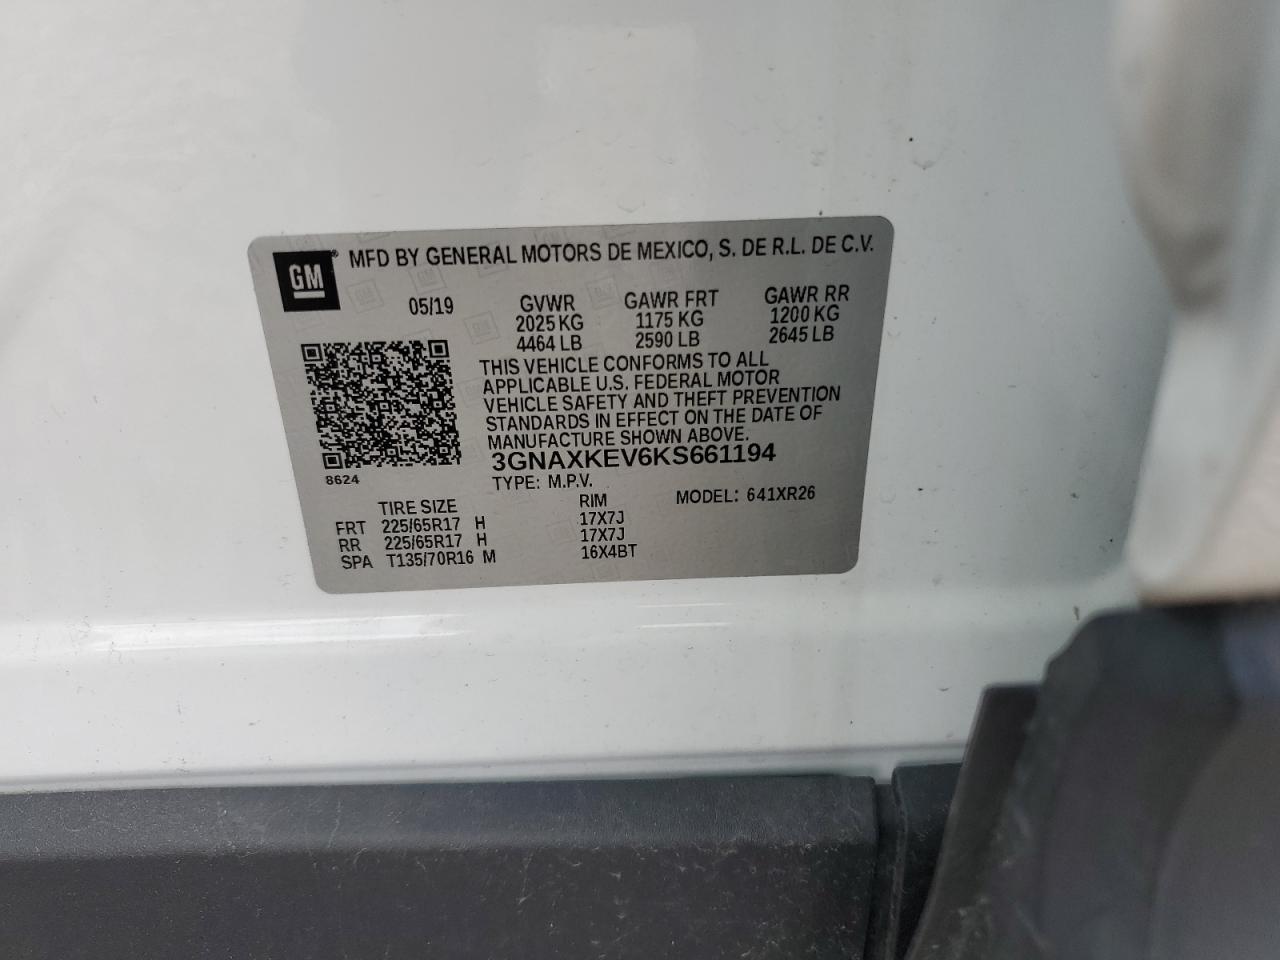 GM
MFD BY GENERAL MOTORS DE MEXICO, S. DE R.L. DE C.V.
05/19 GVWR GAWR FRT GAWR RR
2025 KG 1175 KG 1200 KG
4464 LB 2590 LB 2645 LB
THIS VEHICLE CONFORMS TO ALL
APPLICABLE U.S. FEDERAL MOTOR
VEHICLE SAFETY AND THEFT PREVENTION
STANDARDS IN EFFECT ON THE DATE OF
MANUFACTURE SHOWN ABOVE.
3GNAXKEV6KS661194
8624
TYPE: M.P.V.
MODEL: 641XR26
TIRE SIZE RIM
FRT 225/65R17 H 17X7J
RR 225/65R17 H 17X7J
SPA T135/70R16 M 16X4BT